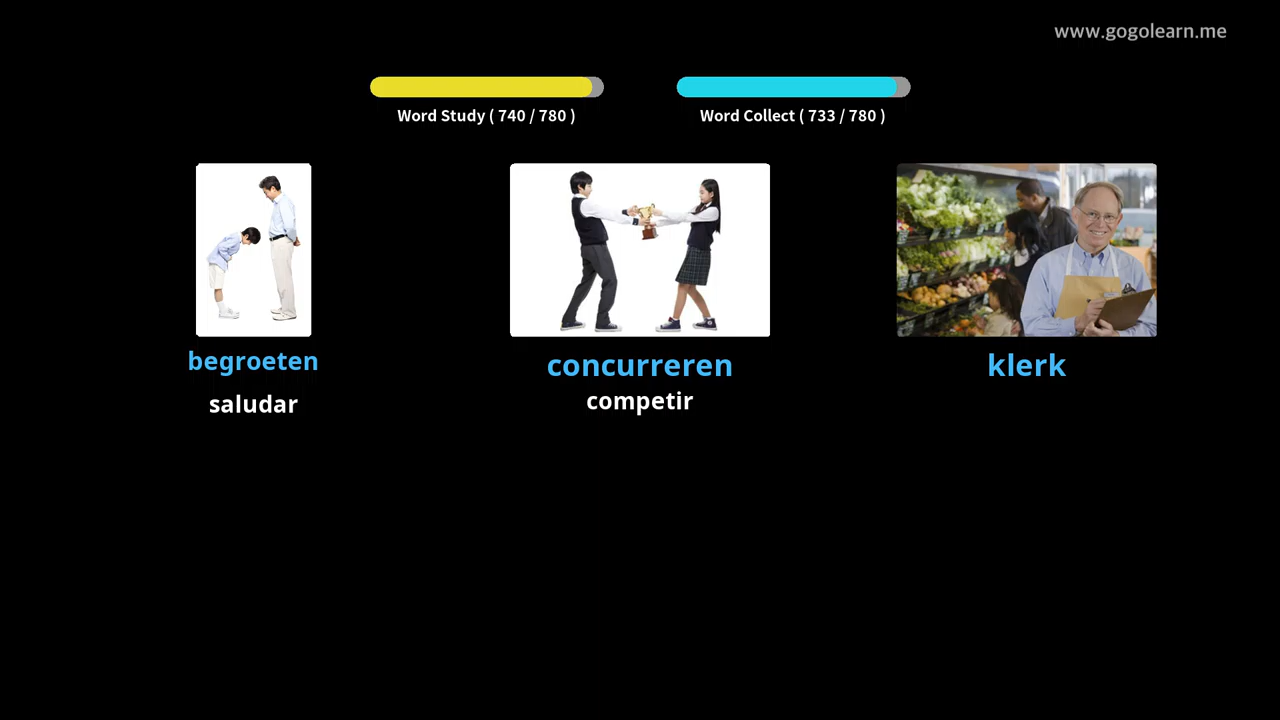 www.gogolearn.me
Word Study ( 740 / 780 )
Word Collect ( 733 / 780 )
begroeten
saludar
concurreren
competir
klerk